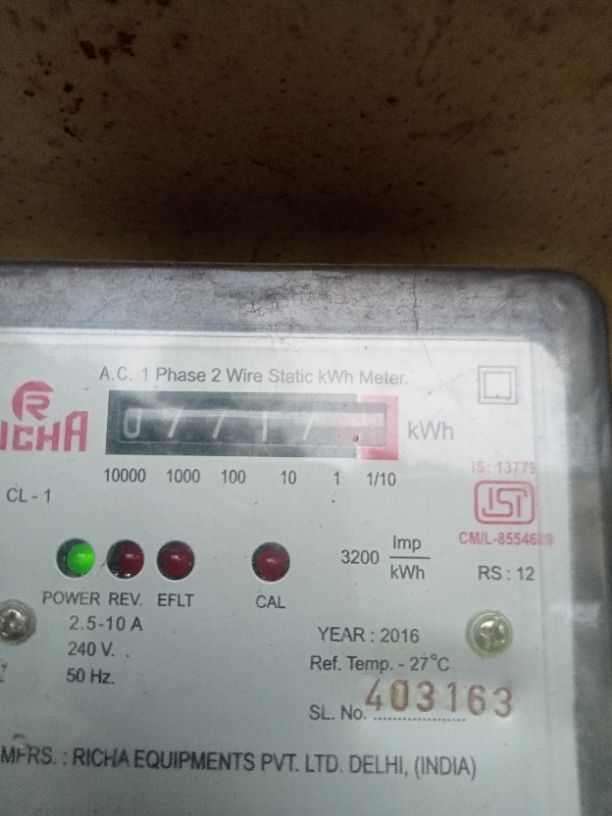 A.C. 1 Phase 2 Wire Static kWh Meter.
R
RICHA
07717
kWh
10000 1000 100 10 1 1/10
IS: 13779
ISI
CL - 1
3200 Imp/kWh
RS : 12
POWER REV. EFLT CAL
2.5-10 A
240 V.
50 Hz.
YEAR : 2016
Ref. Temp. - 27°C
SL. No. 403163
MFRS. : RICHA EQUIPMENTS PVT. LTD. DELHI, (INDIA)